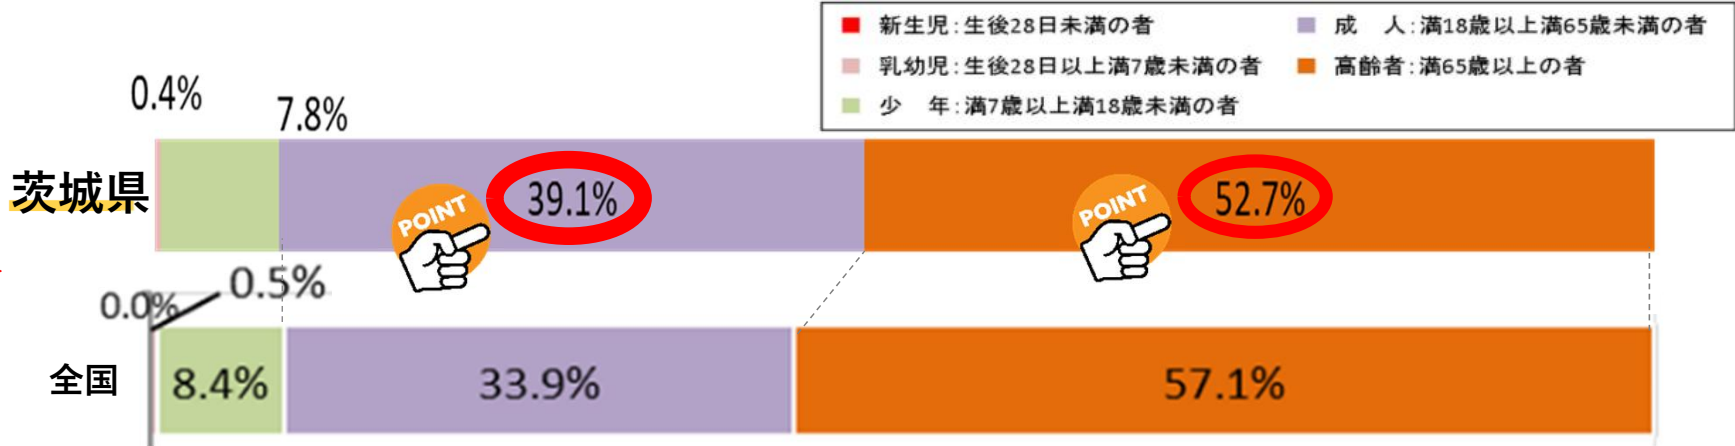 新生児：生後28日未満の者
成　人：満18歳以上満65歳未満の者
乳幼児：生後28日以上満7歳未満の者
高齢者：満65歳以上の者
少　年：満7歳以上満18歳未満の者
0.4%
7.8%
茨城県
POINT
39.1%
POINT
52.7%
0.0%
0.5%
全国
8.4%
33.9%
57.1%